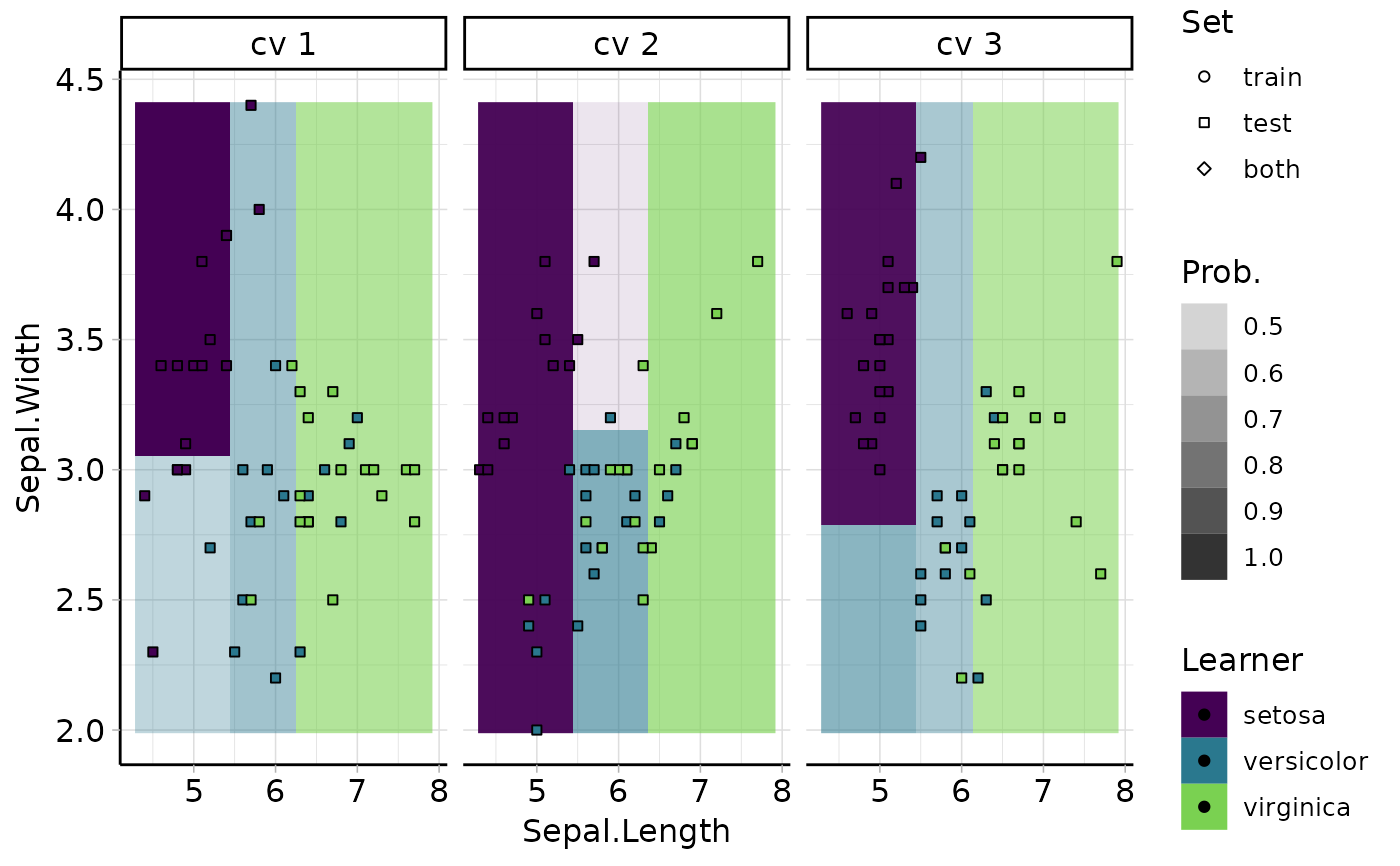 cv 1
cv 2
cv 3
4.5
4.0
3.5
3.0
2.5
2.0
Sepal.Width
5 6 7 8
5 6 7 8
5 6 7 8
Sepal.Length
Set
train
test
both
Prob.
0.5
0.6
0.7
0.8
0.9
1.0
Learner
setosa
versicolor
virginica